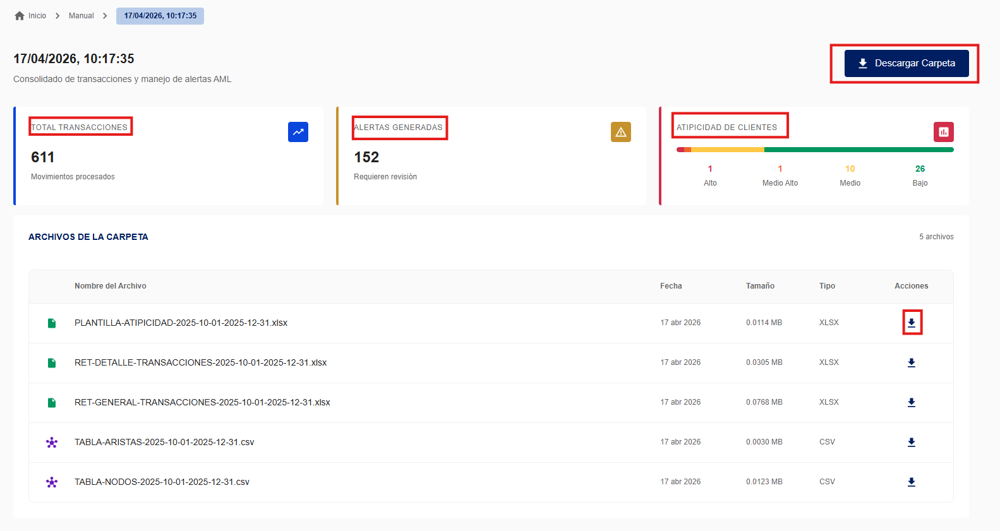 Inicio > Manual > 17/04/2026, 10:17:35
17/04/2026, 10:17:35
Descargar Carpeta
Consolidado de transacciones y manejo de alertas AML
TOTAL TRANSACCIONES
611
Movimientos procesados
ALERTAS GENERADAS
152
Requieren revisión
ATIPICIDAD DE CLIENTES
1 1 10 26
Alto Medio Alto Medio Bajo
ARCHIVOS DE LA CARPETA 5 archivos
Nombre del Archivo Fecha Tamaño Tipo Acciones
PLANTILLA-ATIPICIDAD-2025-10-01-2025-12-31.xlsx 17 abr 2026 0.0114 MB XLSX
RET-DETALLE-TRANSACCIONES-2025-10-01-2025-12-31.xlsx 17 abr 2026 0.0305 MB XLSX
RET-GENERAL-TRANSACCIONES-2025-10-01-2025-12-31.xlsx 17 abr 2026 0.0768 MB XLSX
TABLA-ARISTAS-2025-10-01-2025-12-31.csv 17 abr 2026 0.0030 MB CSV
TABLA-NODOS-2025-10-01-2025-12-31.csv 17 abr 2026 0.0123 MB CSV